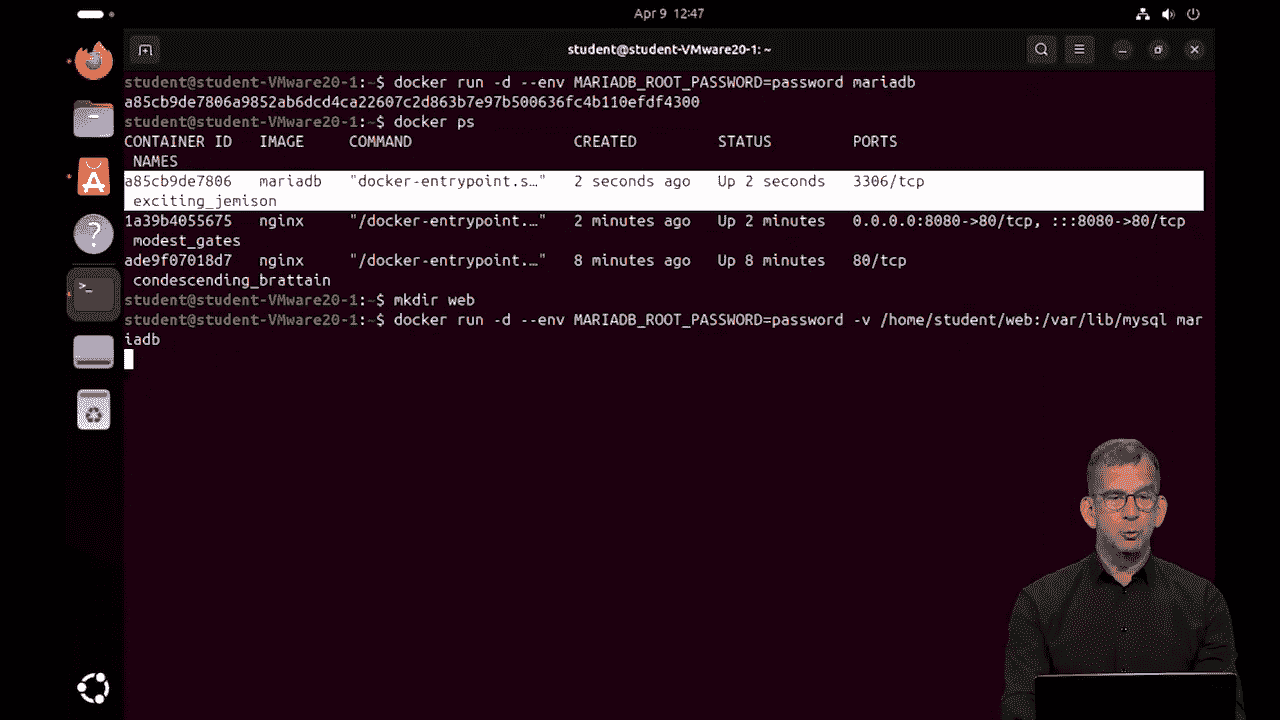 Apr 9 12:47
student@student-VMware20-1: ~
student@student-VMware20-1:~$ docker run -d --env MARIADB_ROOT_PASSWORD=password mariadb
a85cb9de7806a9852ab6dcd4ca22607c2d863b7e97b500636fc4b110efdf4300
student@student-VMware20-1:~$ docker ps
CONTAINER ID   IMAGE     COMMAND                  CREATED         STATUS         PORTS
 NAMES
a85cb9de7806   mariadb   "docker-entrypoint.s…"   2 seconds ago   Up 2 seconds   3306/tcp
 exciting_jemison
1a39b4055675   nginx     "/docker-entrypoint.…"   2 minutes ago   Up 2 minutes   0.0.0.0:8080->80/tcp, :::8080->80/tcp
 modest_gates
ade9f07018d7   nginx     "/docker-entrypoint.…"   8 minutes ago   Up 8 minutes   80/tcp
 condescending_brattain
student@student-VMware20-1:~$ mkdir web
student@student-VMware20-1:~$ docker run -d --env MARIADB_ROOT_PASSWORD=password -v /home/student/web:/var/lib/mysql mar
iadb